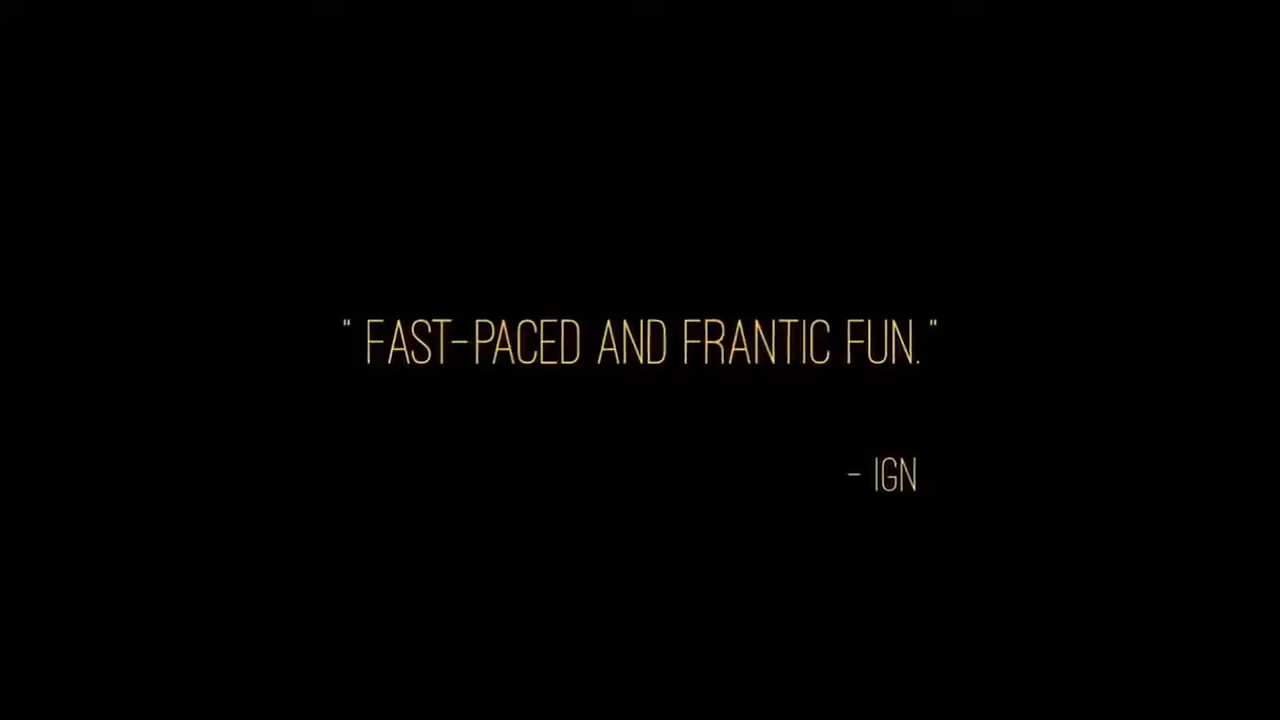 " FAST-PACED AND FRANTIC FUN. "
- IGN